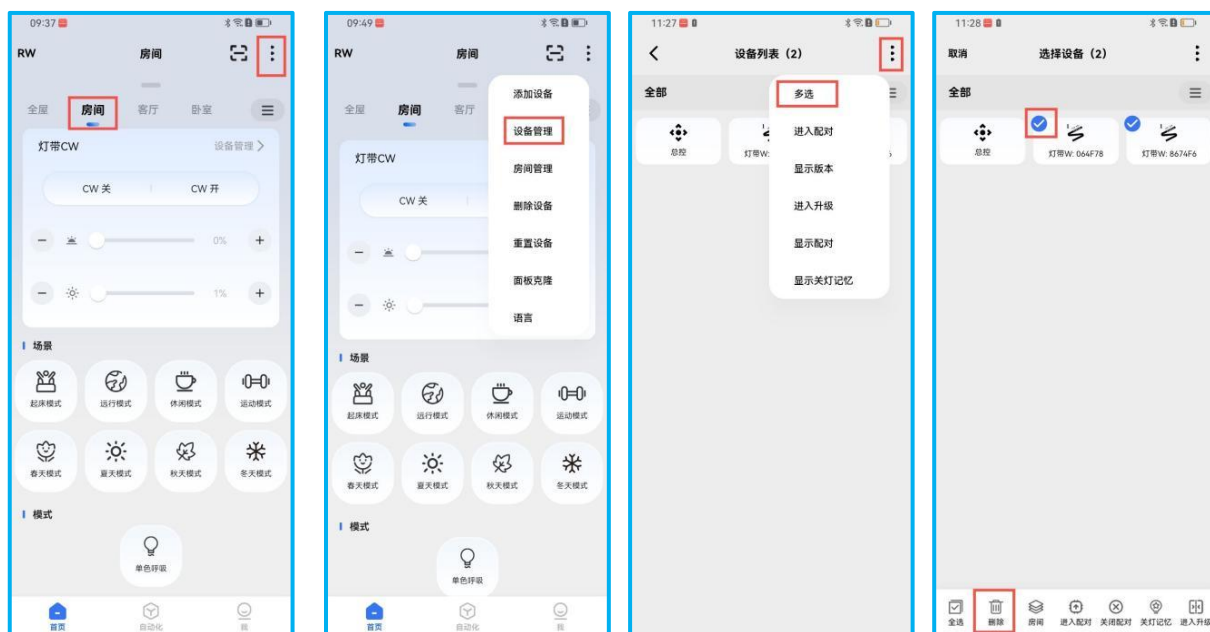 09:37
RW 房间
全屋 房间 客厅 卧室
灯带CW 设备管理
CW 关 CW 开
0%
1%
场景
起床模式 远行模式 休闲模式 运动模式
春天模式 夏天模式 秋天模式 冬天模式
模式
单色呼吸
首页 自动化 我
09:49
RW 房间
全屋 房间 客厅
灯带CW
CW 关
添加设备
设备管理
房间管理
删除设备
重置设备
面板克隆
语言
场景
起床模式 远行模式 休闲模式 运动模式
春天模式 夏天模式 秋天模式 冬天模式
模式
单色呼吸
首页 自动化 我
11:27
设备列表（2）
全部
总控 灯带W:
多选
进入配对
显示版本
进入升级
显示配对
显示关灯记忆
11:28
取消 选择设备（2）
全部
总控 灯带W: 064F78 灯带W: 8674F6
全选 删除 房间 进入配对 关闭配对 关灯记忆 进入升级